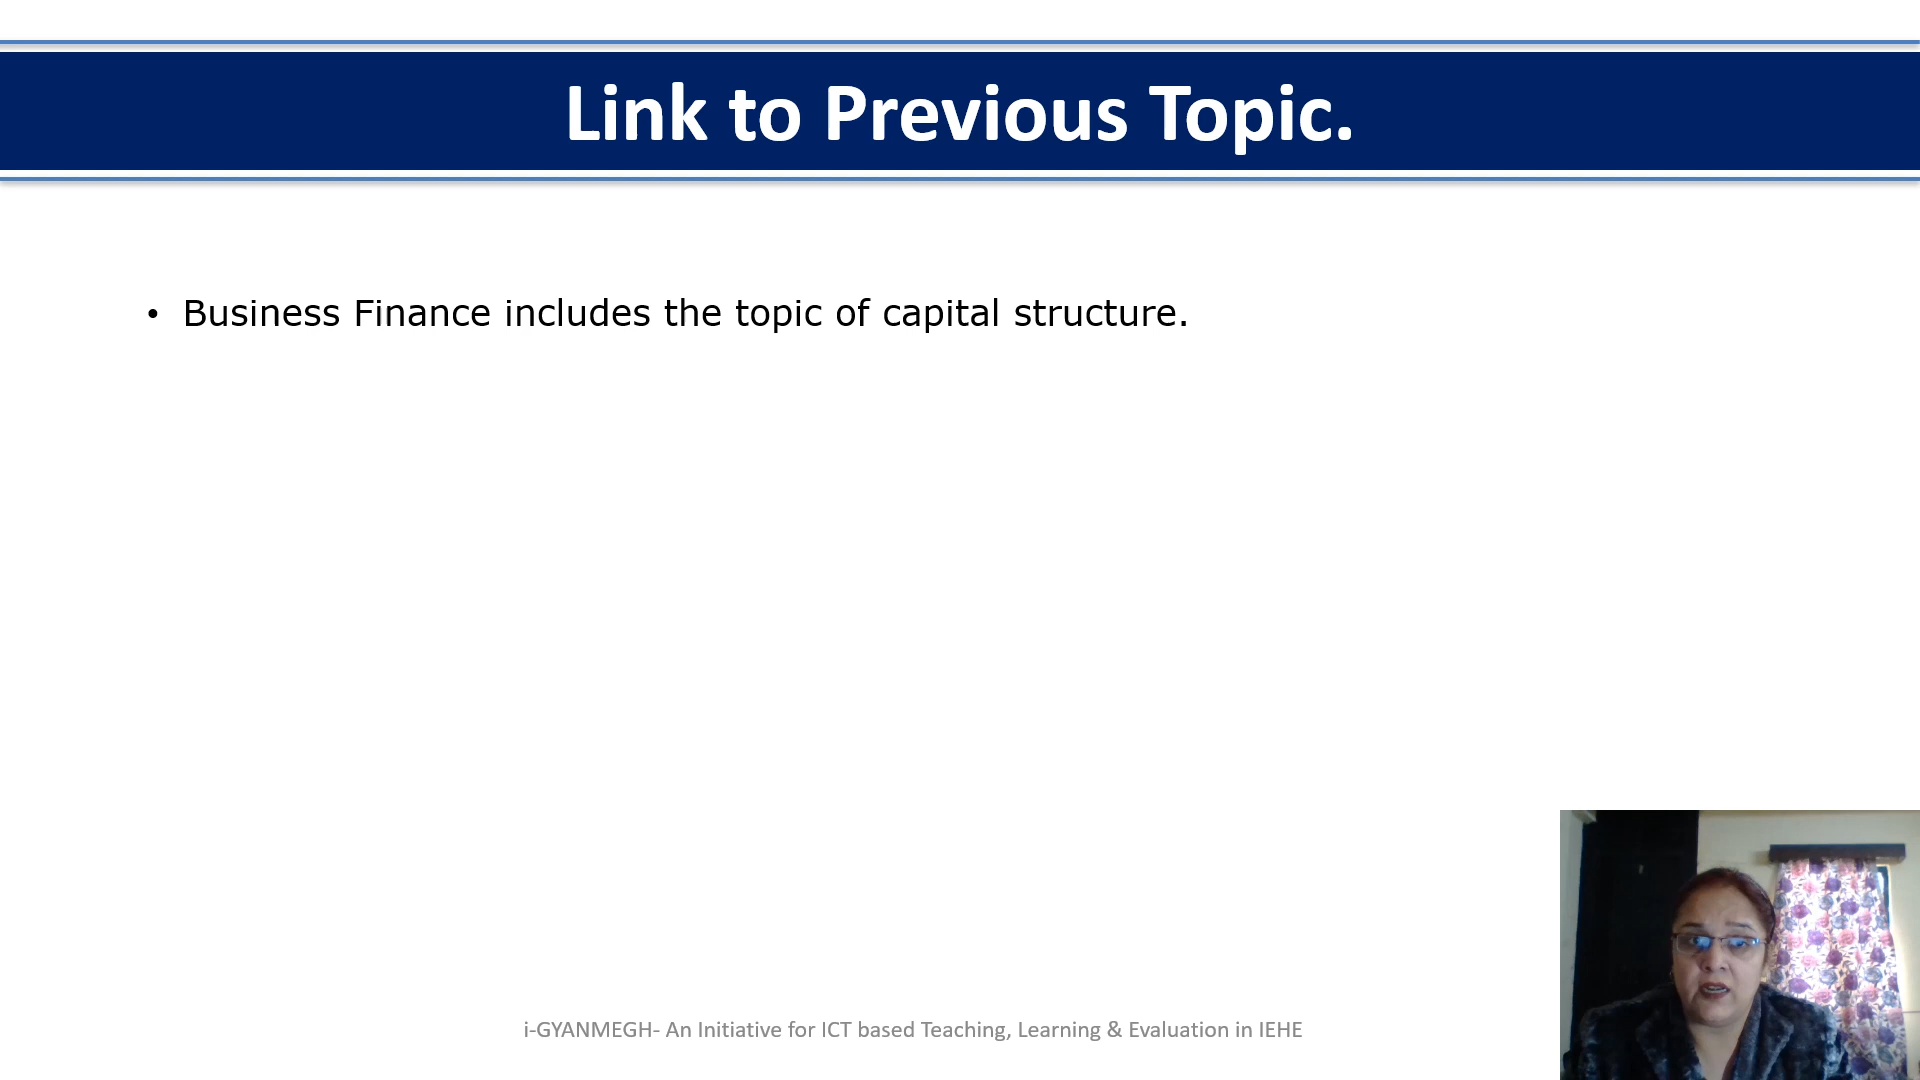 Link to Previous Topic.
• Business Finance includes the topic of capital structure.
i-GYANMEGH- An Initiative for ICT based Teaching, Learning & Evaluation in IEHE